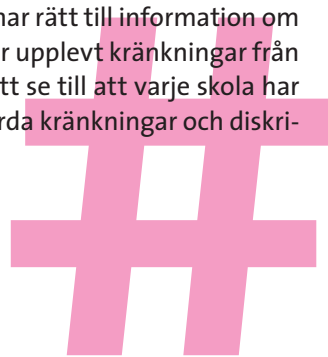 har rätt till information om
r upplevt kränkningar från
tt se till att varje skola har
rda kränkningar och diskri-
#